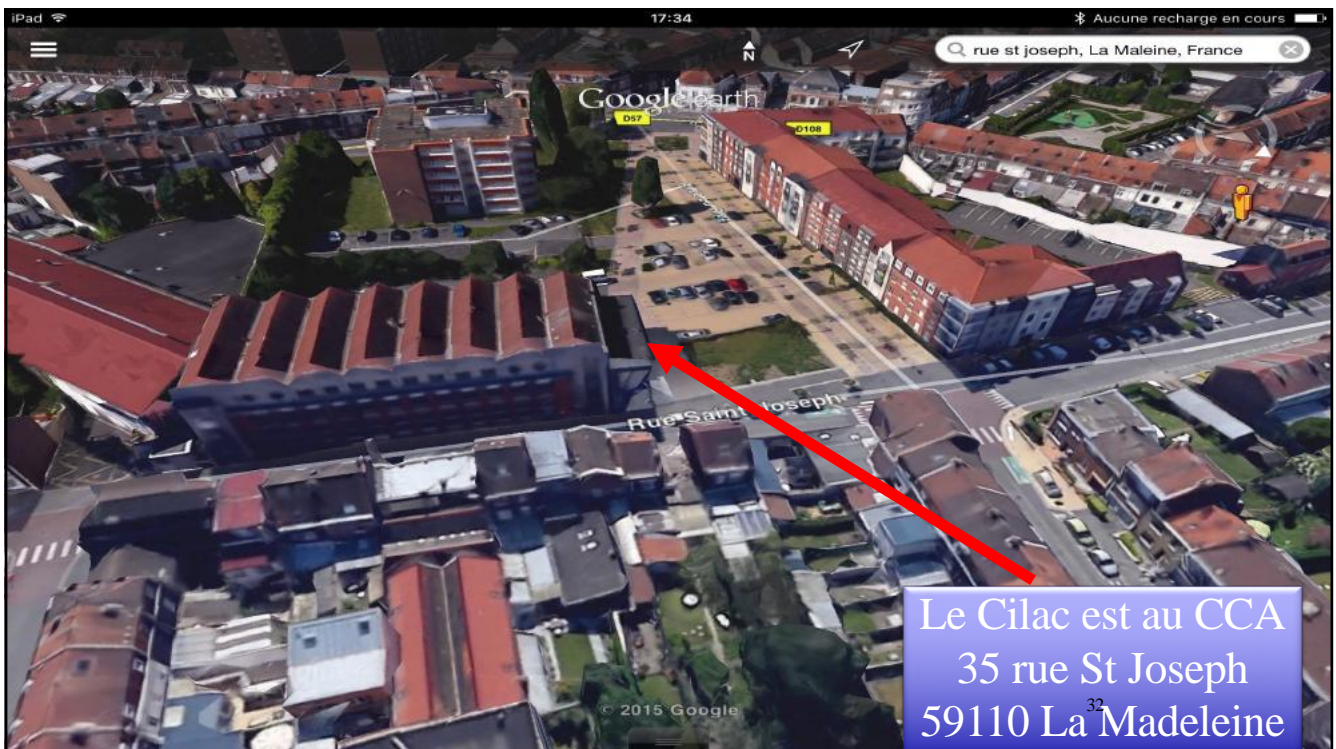 iPad
17:34
Aucune recharge en cours
N
rue st joseph, La Maleine, France
Google earth
D57
D108
Rue Saint-Joseph
© 2015 Google
Le Cilac est au CCA
35 rue St Joseph
32
59110 La Madeleine